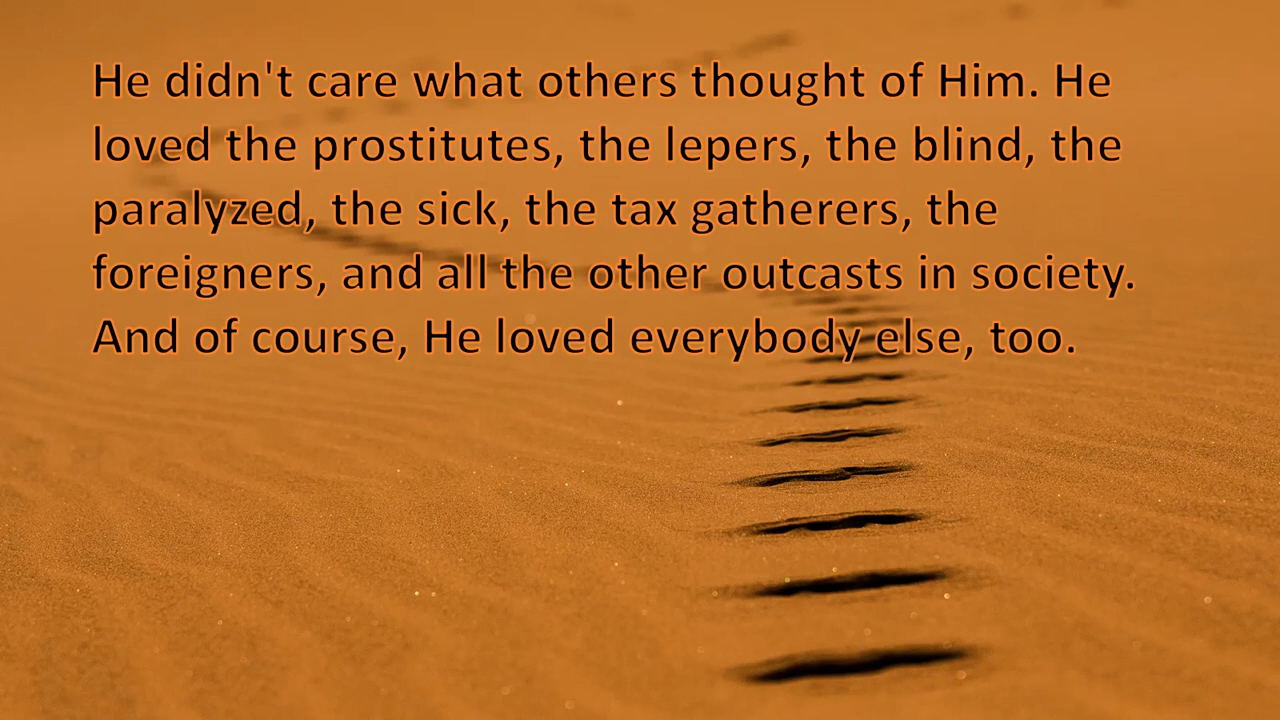 He didn't care what others thought of Him. He
loved the prostitutes, the lepers, the blind, the
paralyzed, the sick, the tax gatherers, the
foreigners, and all the other outcasts in society.
And of course, He loved everybody else, too.